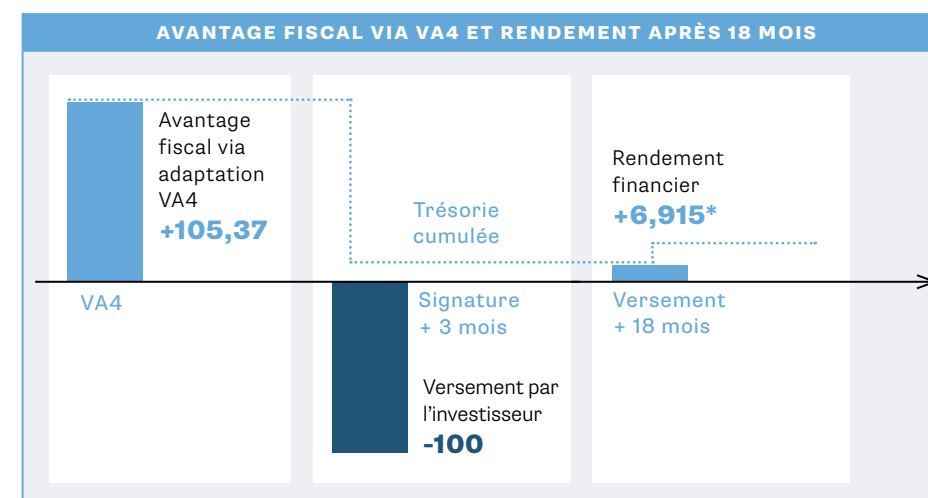 AVANTAGE FISCAL VIA VA4 ET RENDEMENT APRÈS 18 MOIS
Avantage
fiscal via
adaptation
VA4
+105,37
VA4
Trésorie
cumulée
Signature
+ 3 mois
Versement par
l’investisseur
-100
Rendement
financier
+6,915*
Versement
+ 18 mois